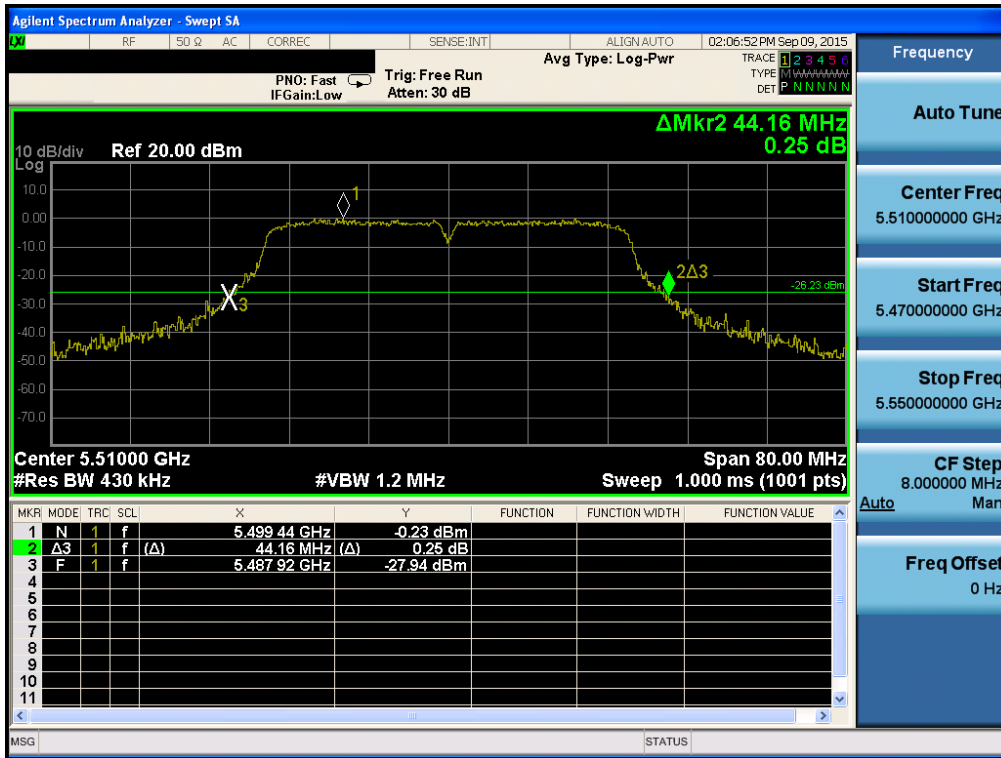 Agilent Spectrum Analyzer - Swept SA
LXI RF 50 Ω AC CORREC SENSE:INT ALIGN AUTO 02:06:52 PM Sep 09, 2015
Frequency
Avg Type: Log-Pwr
TRACE 1 2 3 4 5 6
PNO: Fast Trig: Free Run
TYPE M
IFGain:Low Atten: 30 dB
DET P N N N N N
Auto Tune
ΔMkr2 44.16 MHz
10 dB/div Ref 20.00 dBm 0.25 dB
Log
10.0
0.00
-10.0
-20.0
-30.0
-40.0
-50.0
-60.0
-70.0
1
2Δ3
-26.23 dBm
X3
Center Freq
5.510000000 GHz
Start Freq
5.470000000 GHz
Stop Freq
5.550000000 GHz
Center 5.51000 GHz Span 80.00 MHz
#Res BW 430 kHz #VBW 1.2 MHz Sweep 1.000 ms (1001 pts)
CF Step
8.000000 MHz
Auto Man
MKR MODE TRC SCL X Y FUNCTION FUNCTION WIDTH FUNCTION VALUE
1 N 1 f 5.499 44 GHz -0.23 dBm
2 Δ3 1 f (Δ) 44.16 MHz (Δ) 0.25 dB
3 F 1 f 5.487 92 GHz -27.94 dBm
4
5
6
7
8
9
10
11
Freq Offset
0 Hz
MSG STATUS